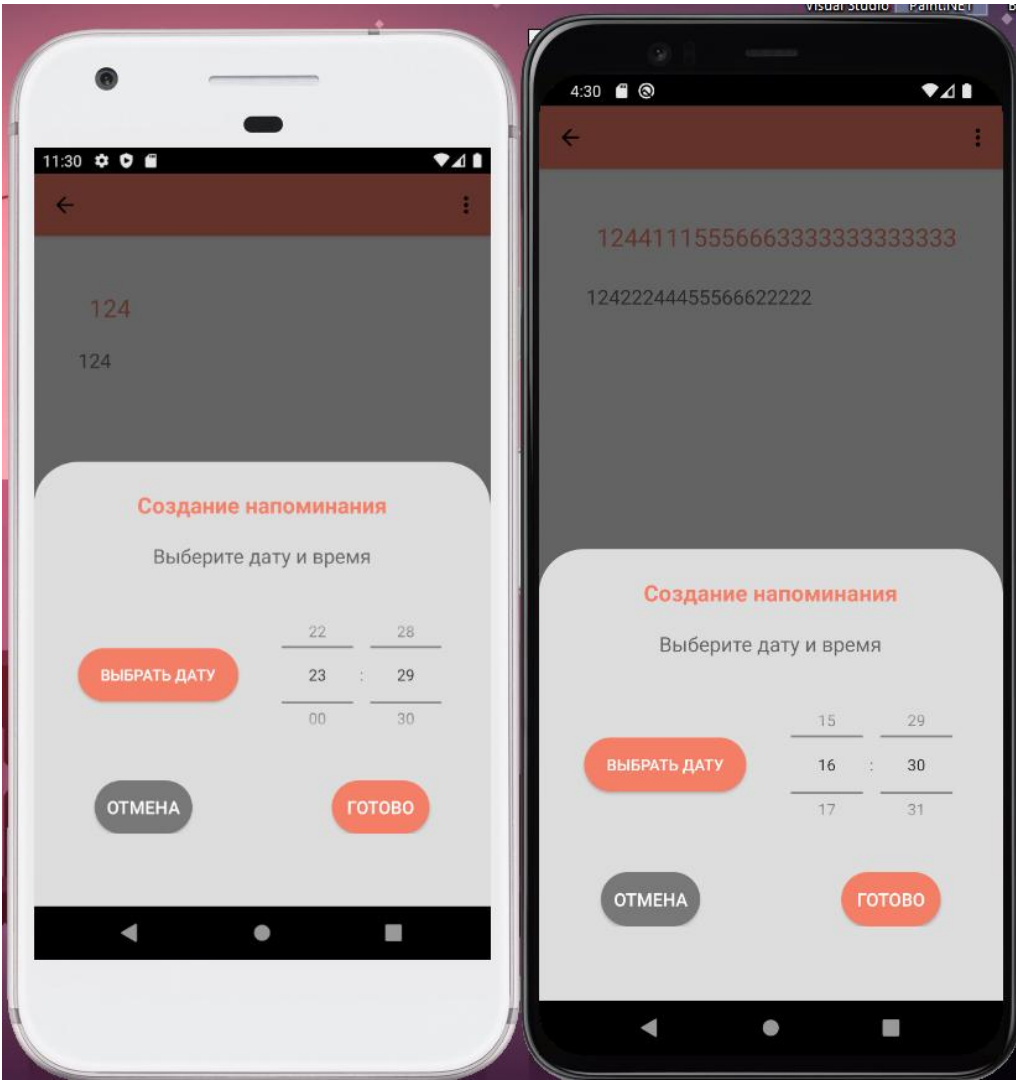 Visual Studio Paint.NET
11:30
124
124
Создание напоминания
Выберите дату и время
22 28
ВЫБРАТЬ ДАТУ 23 : 29
00 30
ОТМЕНА ГОТОВО
4:30
12441115556663333333333333
12422244455566622222
Создание напоминания
Выберите дату и время
15 29
ВЫБРАТЬ ДАТУ 16 : 30
17 31
ОТМЕНА ГОТОВО